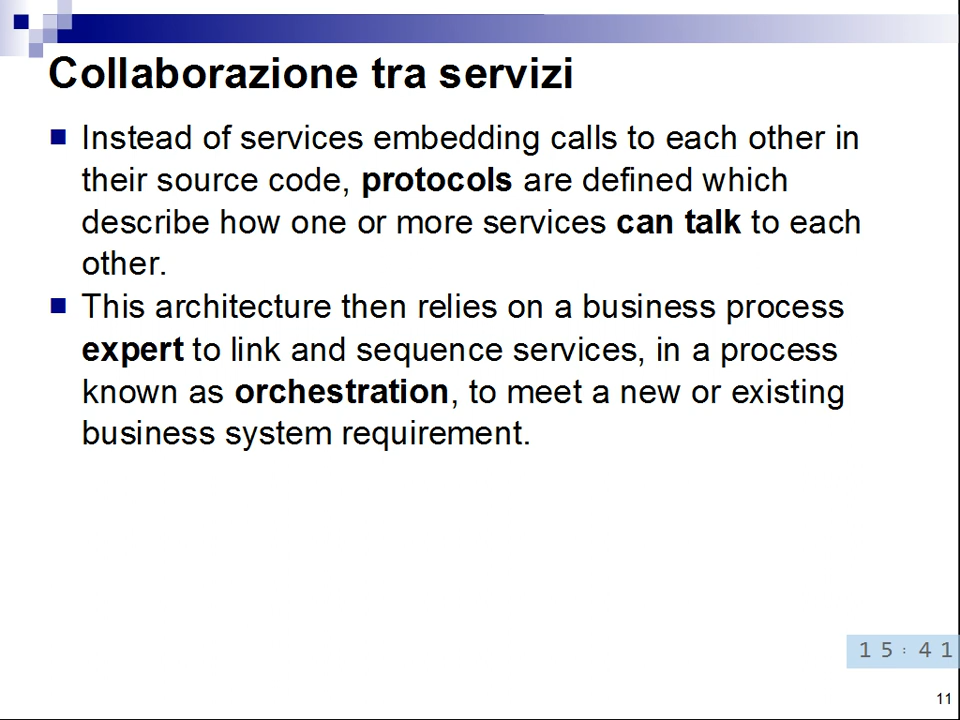 Collaborazione tra servizi
Instead of services embedding calls to each other in
their source code, protocols are defined which
describe how one or more services can talk to each
other.
This architecture then relies on a business process
expert to link and sequence services, in a process
known as orchestration, to meet a new or existing
business system requirement.
15:41
11